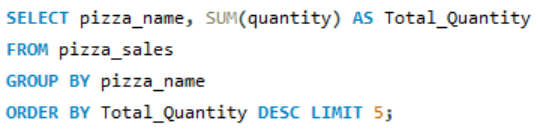 SELECT pizza_name, SUM(quantity) AS Total_Quantity
FROM pizza_sales
GROUP BY pizza_name
ORDER BY Total_Quantity DESC LIMIT 5;